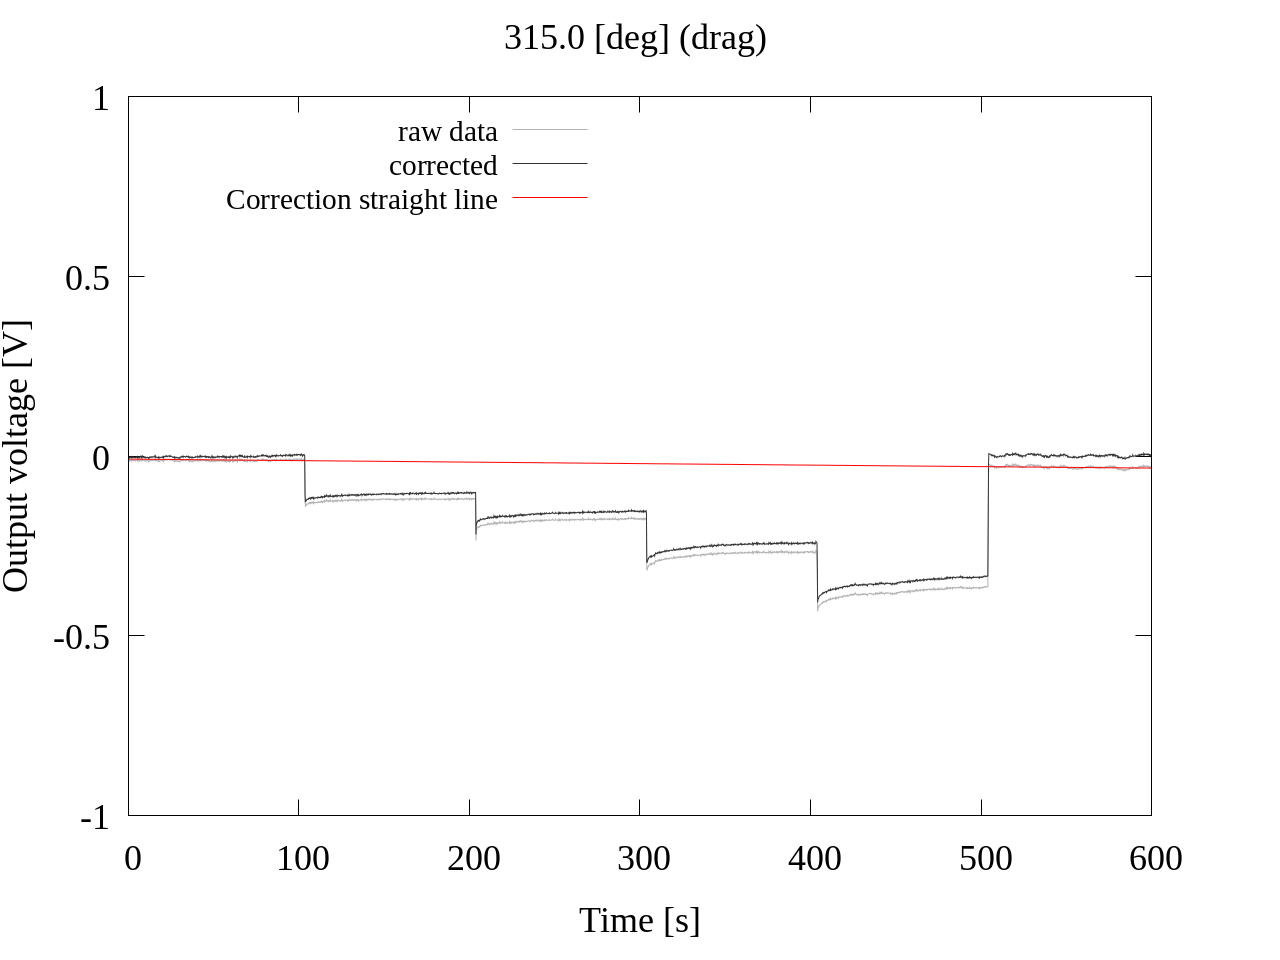 315.0 [deg] (drag)
1
raw data
corrected
Correction straight line
0.5
0
-0.5
-1
Output voltage [V]
0 100 200 300 400 500 600
Time [s]